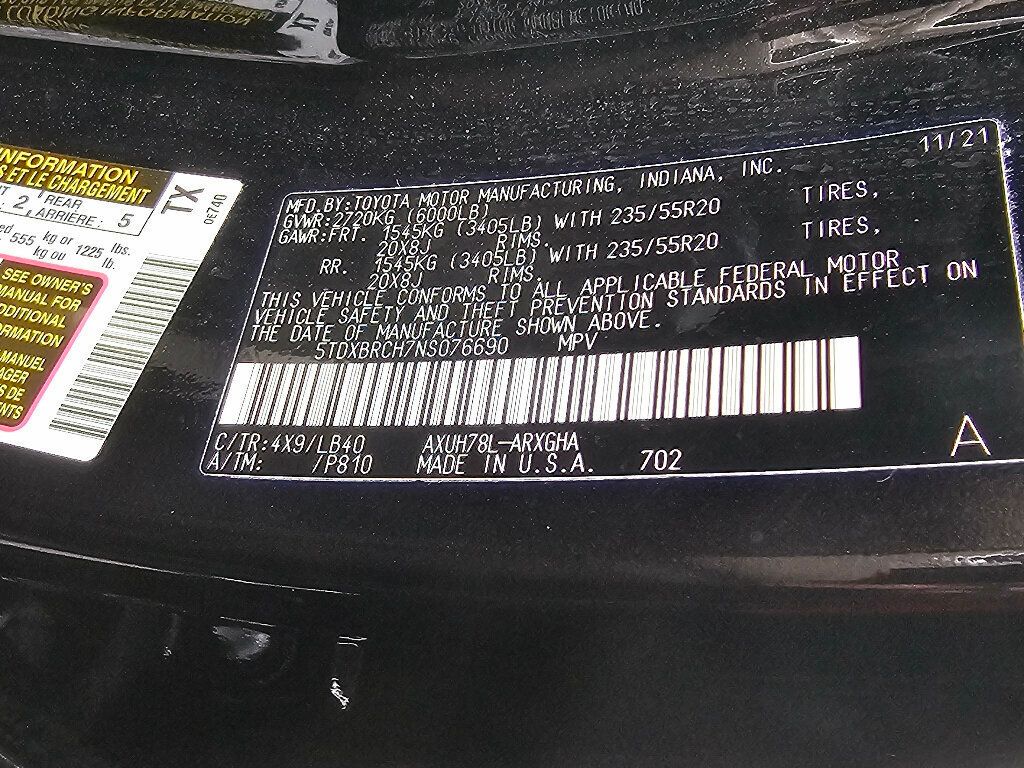 INFORMATION
S ET LE CHARGEMENT
2 REAR
ARRIÈRE: 5
555 kg or 1225 lbs.
kg ou lb.
SEE OWNER'S
MANUAL FOR
MANUEL
TX
06740
11/21
MFD.BY:TOYOTA MOTOR MANUFACTURING, INDIANA, INC.
GVWR:2720KG (6000LB)
GAWR:FRT. 1545KG (3405LB) WITH 235/55R20 TIRES,
20X8J RIMS.
RR. 1545KG (3405LB) WITH 235/55R20 TIRES,
20X8J RIMS.
THIS VEHICLE CONFORMS TO ALL APPLICABLE FEDERAL MOTOR
VEHICLE SAFETY AND THEFT PREVENTION STANDARDS IN EFFECT ON
THE DATE OF MANUFACTURE SHOWN ABOVE.
5TDXBRCH7NS076690 MPV
C/TR:4X9/LB40 AXUH78L-ARXGHA
A/TM: /P810 MADE IN U.S.A. 702
A